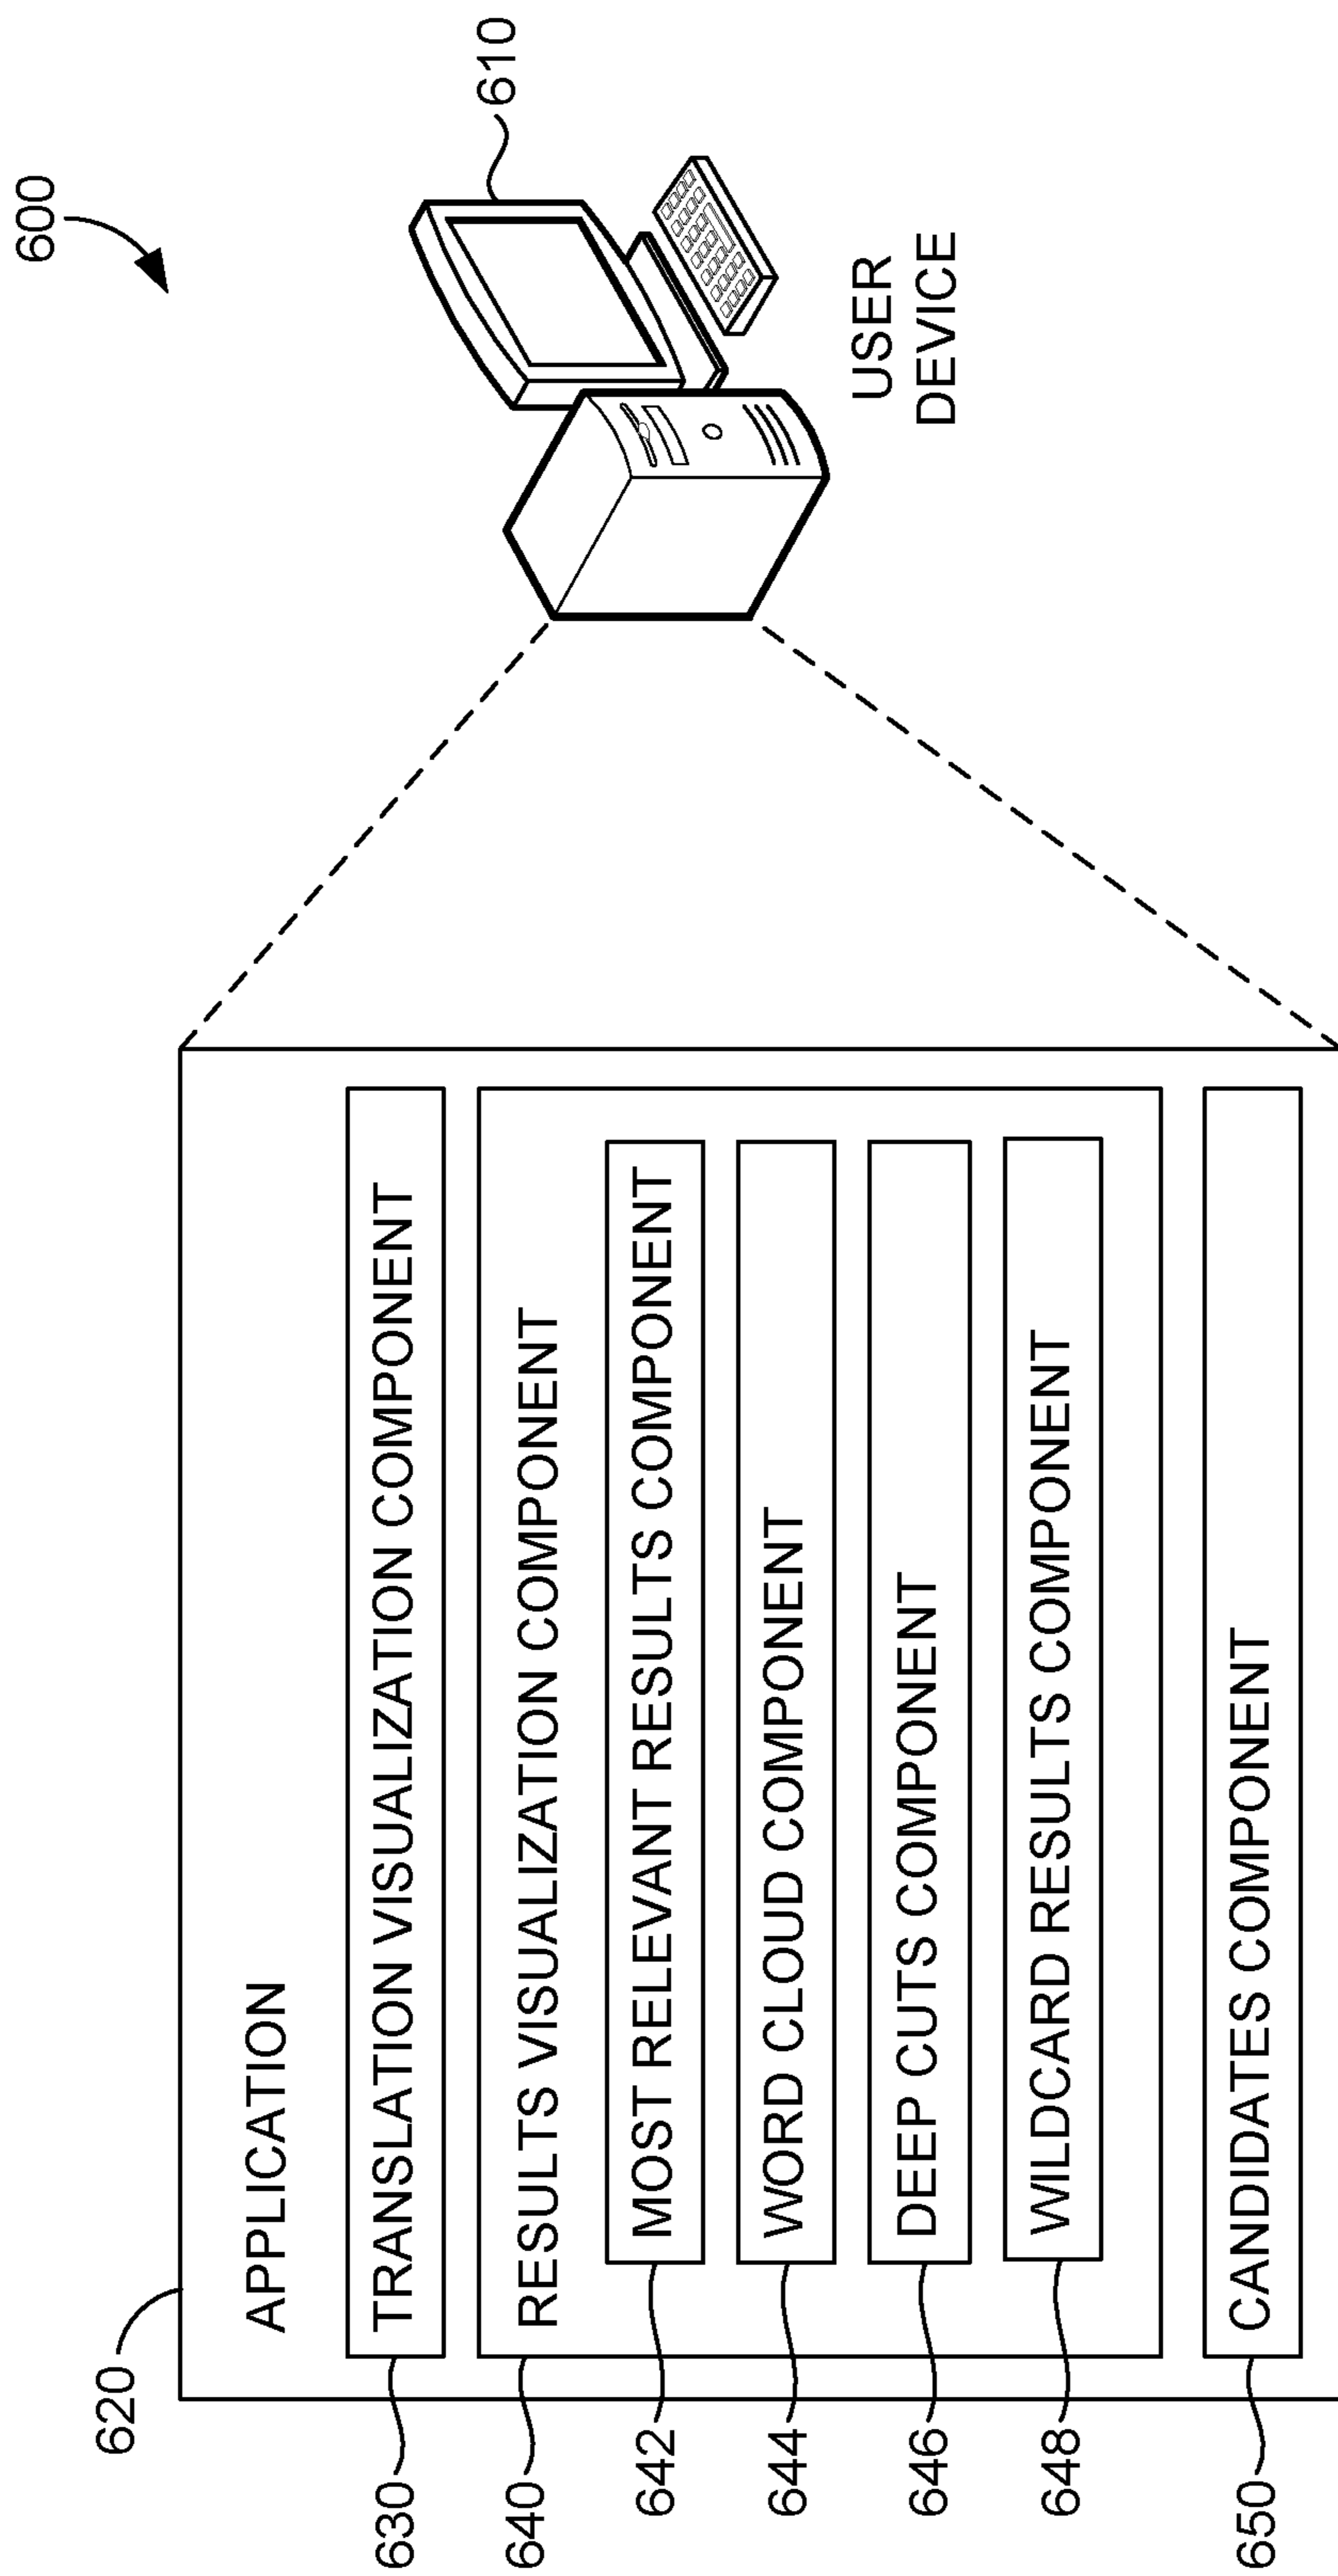 600
610
USER
DEVICE
620
APPLICATION
630
TRANSLATION VISUALIZATION COMPONENT
640
RESULTS VISUALIZATION COMPONENT
642
MOST RELEVANT RESULTS COMPONENT
644
WORD CLOUD COMPONENT
646
DEEP CUTS COMPONENT
648
WILDCARD RESULTS COMPONENT
650
CANDIDATES COMPONENT